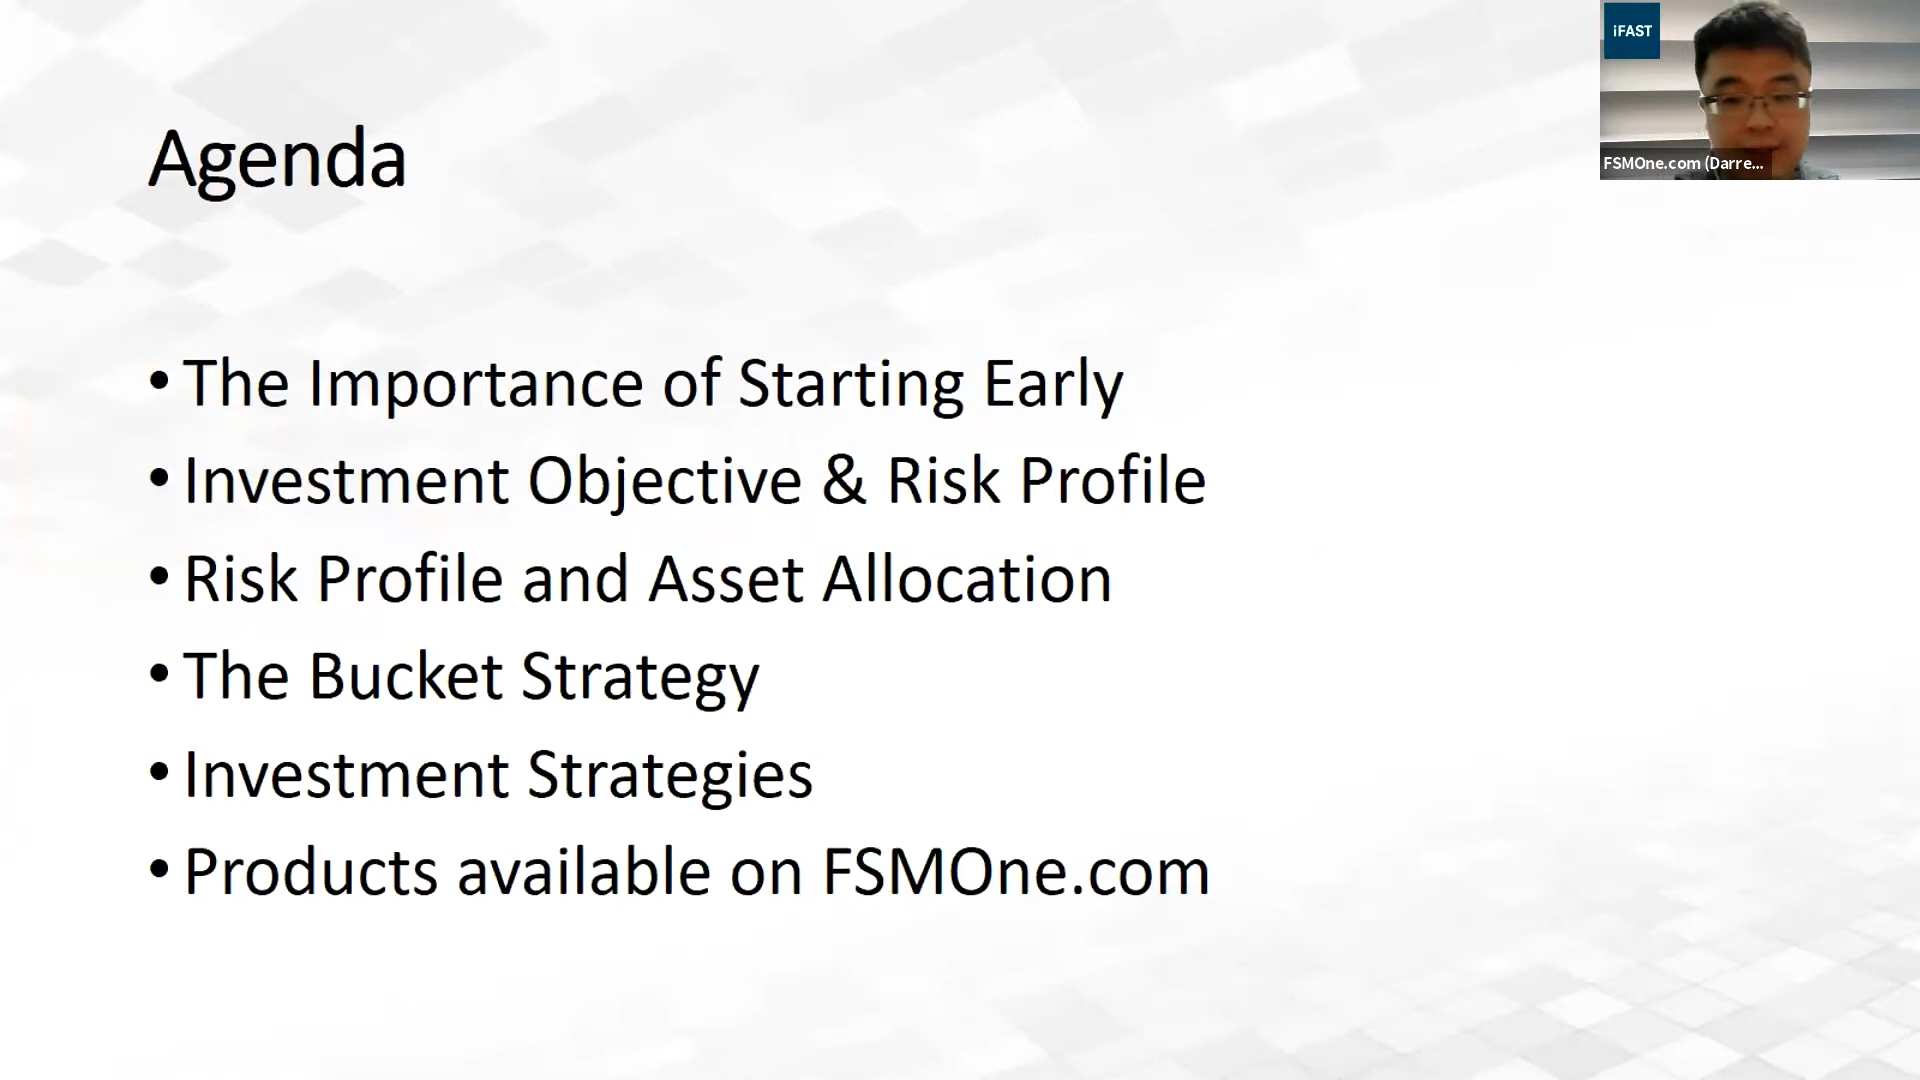 iFAST
FSMOne.com (Darre...
Agenda
• The Importance of Starting Early
• Investment Objective & Risk Profile
• Risk Profile and Asset Allocation
• The Bucket Strategy
• Investment Strategies
• Products available on FSMOne.com